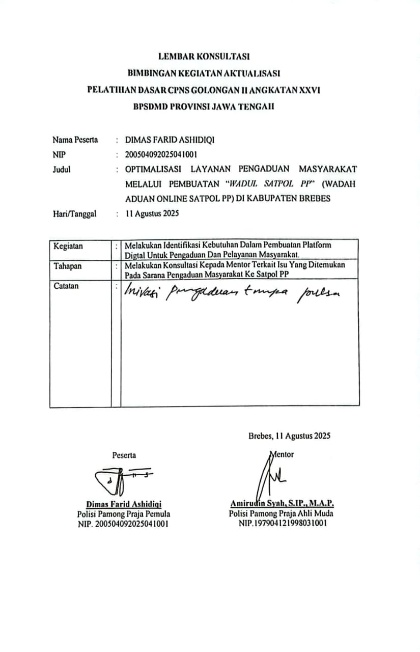 LEMBAR KONSULTASI
BIMBINGAN KEGIATAN AKTUALISASI
PELATIHAN DASAR CPNS GOLONGAN II ANGKATAN XXVI
BPSDMD PROVINSI JAWA TENGAH
Nama Peserta : DIMAS FARID ASHIDIQI
NIP : 200504092025041001
Judul : OPTIMALISASI LAYANAN PENGADUAN MASYARAKAT
MELALUI PEMBUATAN "WADUL SATPOL PP" (WADAH
ADUAN ONLINE SATPOL PP) DI KABUPATEN BREBES
Hari/Tanggal : 11 Agustus 2025
Kegiatan : Melakukan Identifikasi Kebutuhan Dalam Pembuatan Platform
Digtal Untuk Pengaduan Dan Pelayanan Masyarakat.
Tahapan : Melakukan Konsultasi Kepada Mentor Terkait Isu Yang Ditemukan
Pada Sarana Pengaduan Masyarakat Ke Satpol PP
Catatan : Inivasi pengaduan tanpa pulsa
Brebes, 11 Agustus 2025
Peserta
Mentor
Dimas Farid Ashidiqi
Polisi Pamong Praja Pemula
NIP. 200504092025041001
Amirudin Syah, S.IP., M.A.P.
Polisi Pamong Praja Ahli Muda
NIP.197904121998031001